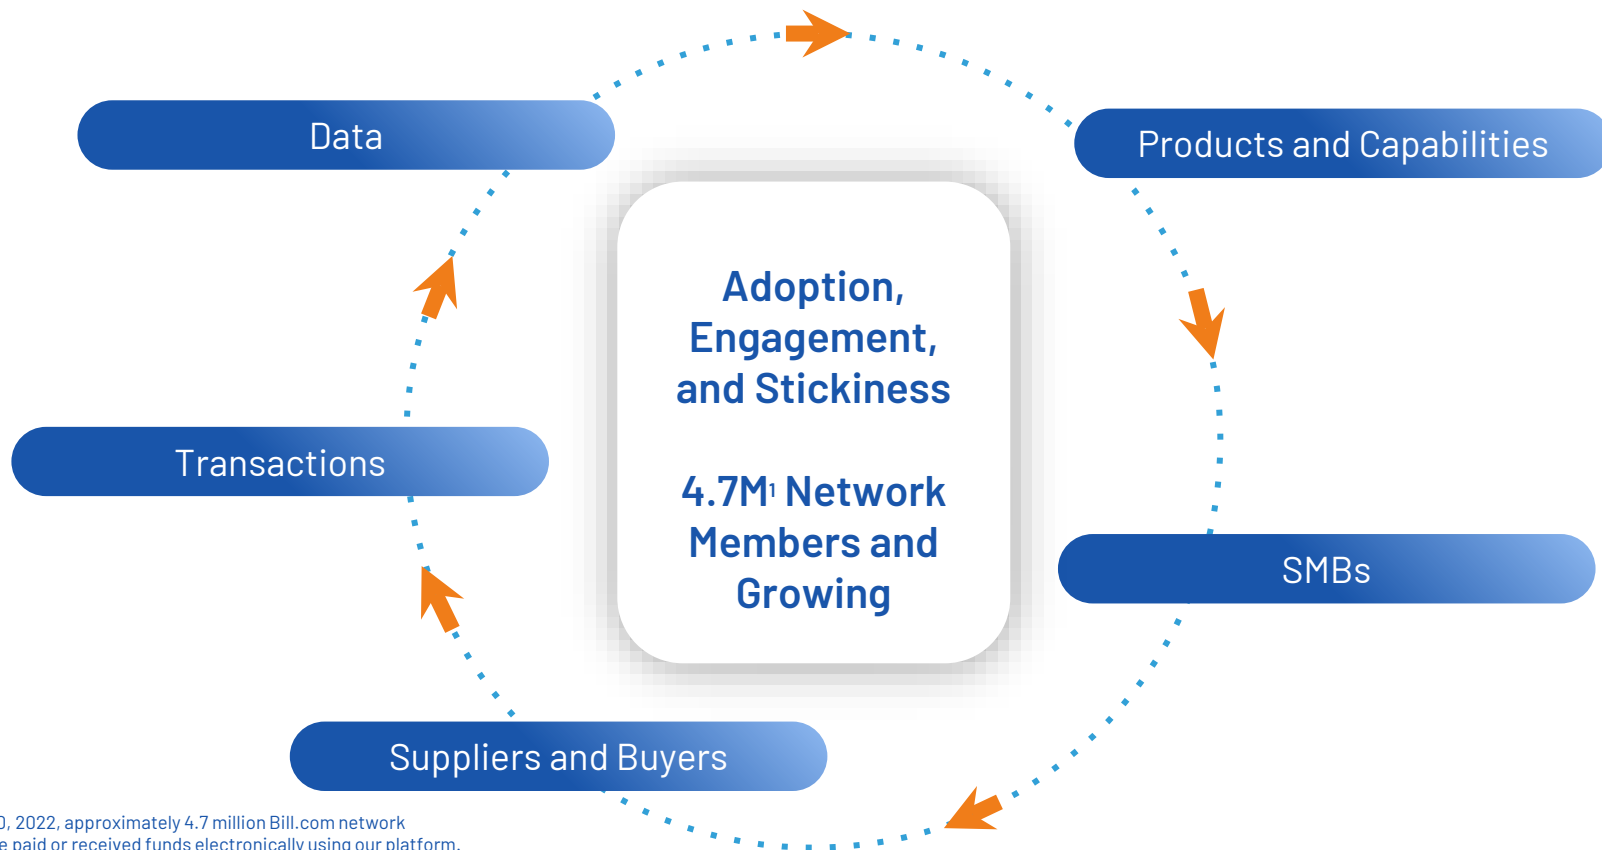 Data
Products and Capabilities
Adoption,
Engagement,
and Stickiness
4.7M¹ Network
Members and
Growing
Transactions
SMBs
Suppliers and Buyers
, 2022, approximately 4.7 million Bill.com network
paid or received funds electronically using our platform.